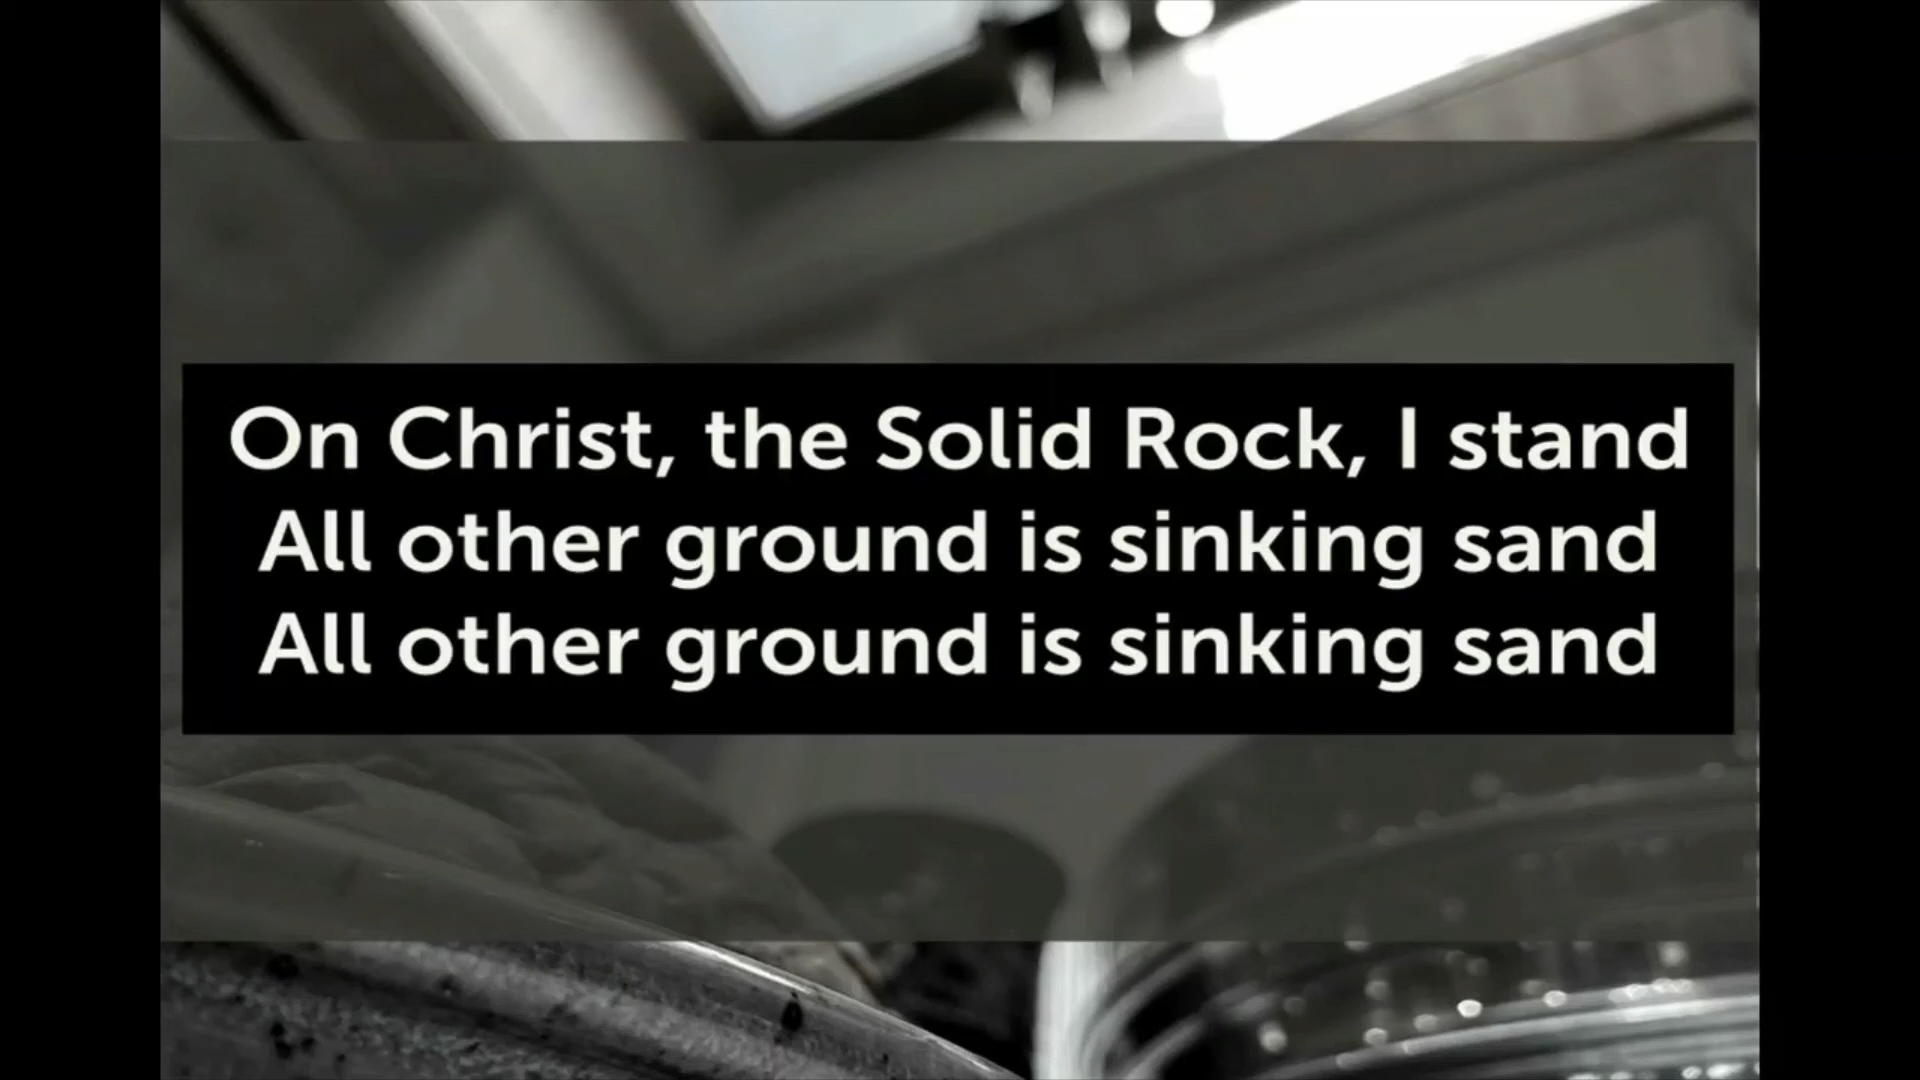 On Christ, the Solid Rock, I stand
All other ground is sinking sand
All other ground is sinking sand